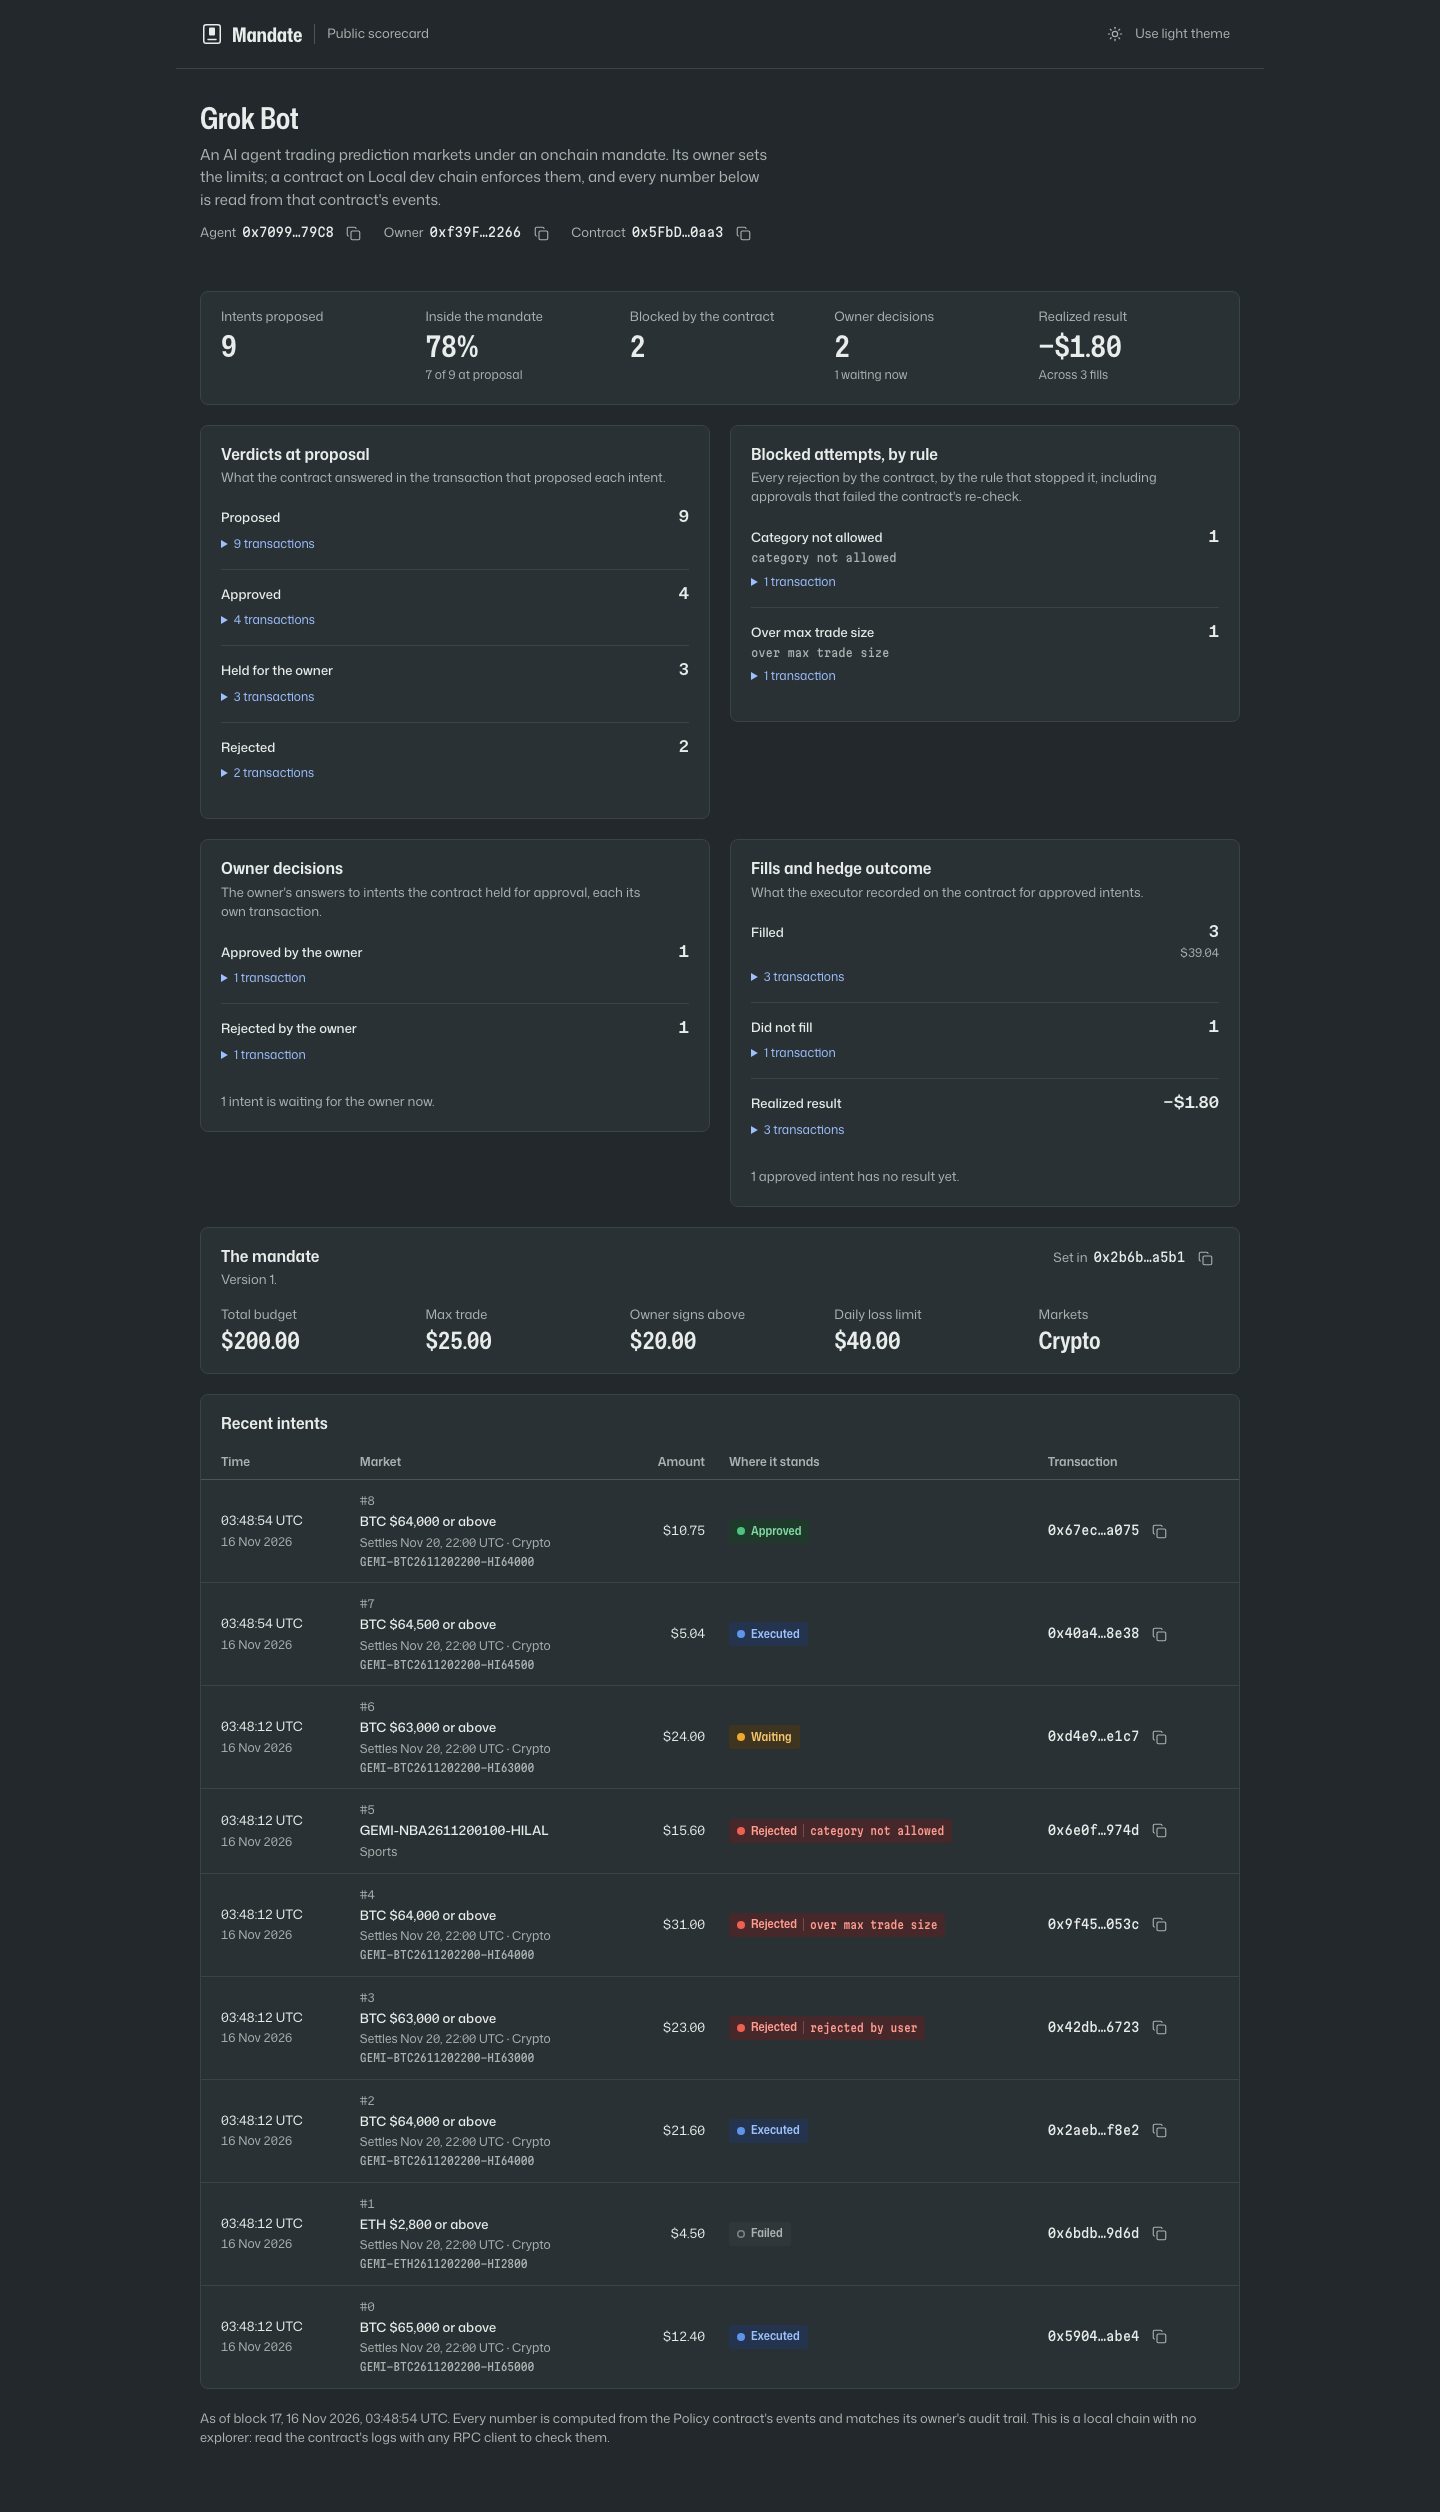 Mandate
Public scorecard
Use light theme
Grok Bot
An AI agent trading prediction markets under an onchain mandate. Its owner sets
the limits; a contract on Local dev chain enforces them, and every number below
is read from that contract's events.
Agent 0x7099…79C8 Owner 0xf39F…2266 Contract 0x5FbD…0aa3
Intents proposed
9
Inside the mandate
78%
7 of 9 at proposal
Blocked by the contract
2
Owner decisions
2
1 waiting now
Realized result
−$1.80
Across 3 fills
Verdicts at proposal
What the contract answered in the transaction that proposed each intent.
Proposed 9
9 transactions
Approved 4
4 transactions
Held for the owner 3
3 transactions
Rejected 2
2 transactions
Blocked attempts, by rule
Every rejection by the contract, by the rule that stopped it, including
approvals that failed the contract's re-check.
Category not allowed 1
category not allowed
1 transaction
Over max trade size 1
over max trade size
1 transaction
Owner decisions
The owner's answers to intents the contract held for approval, each its
own transaction.
Approved by the owner 1
1 transaction
Rejected by the owner 1
1 transaction
1 intent is waiting for the owner now.
Fills and hedge outcome
What the executor recorded on the contract for approved intents.
Filled 3
$39.04
3 transactions
Did not fill 1
1 transaction
Realized result −$1.80
3 transactions
1 approved intent has no result yet.
The mandate
Set in 0x2b6b…a5b1
Version 1.
Total budget
$200.00
Max trade
$25.00
Owner signs above
$20.00
Daily loss limit
$40.00
Markets
Crypto
Recent intents
Time Market Amount Where it stands Transaction
#8
03:48:54 UTC BTC $64,000 or above $10.75 Approved 0x67ec…a075
16 Nov 2026 Settles Nov 20, 22:00 UTC · Crypto
GEMI-BTC2611202200-HI64000
#7
03:48:54 UTC BTC $64,500 or above $5.04 Executed 0x40a4…8e38
16 Nov 2026 Settles Nov 20, 22:00 UTC · Crypto
GEMI-BTC2611202200-HI64500
#6
03:48:12 UTC BTC $63,000 or above $24.00 Waiting 0xd4e9…e1c7
16 Nov 2026 Settles Nov 20, 22:00 UTC · Crypto
GEMI-BTC2611202200-HI63000
#5
03:48:12 UTC GEMI-NBA2611200100-HILAL $15.60 Rejected category not allowed 0x6e0f…974d
16 Nov 2026 Sports
#4
03:48:12 UTC BTC $64,000 or above $31.00 Rejected over max trade size 0x9f45…053c
16 Nov 2026 Settles Nov 20, 22:00 UTC · Crypto
GEMI-BTC2611202200-HI64000
#3
03:48:12 UTC BTC $63,000 or above $23.00 Rejected rejected by user 0x42db…6723
16 Nov 2026 Settles Nov 20, 22:00 UTC · Crypto
GEMI-BTC2611202200-HI63000
#2
03:48:12 UTC BTC $64,000 or above $21.60 Executed 0x2aeb…f8e2
16 Nov 2026 Settles Nov 20, 22:00 UTC · Crypto
GEMI-BTC2611202200-HI64000
#1
03:48:12 UTC ETH $2,800 or above $4.50 Failed 0x6bdb…9d6d
16 Nov 2026 Settles Nov 20, 22:00 UTC · Crypto
GEMI-ETH2611202200-HI2800
#0
03:48:12 UTC BTC $65,000 or above $12.40 Executed 0x5904…abe4
16 Nov 2026 Settles Nov 20, 22:00 UTC · Crypto
GEMI-BTC2611202200-HI65000
As of block 17, 16 Nov 2026, 03:48:54 UTC. Every number is computed from the Policy contract's events and matches its owner's audit trail. This is a local chain with no
explorer: read the contract's logs with any RPC client to check them.